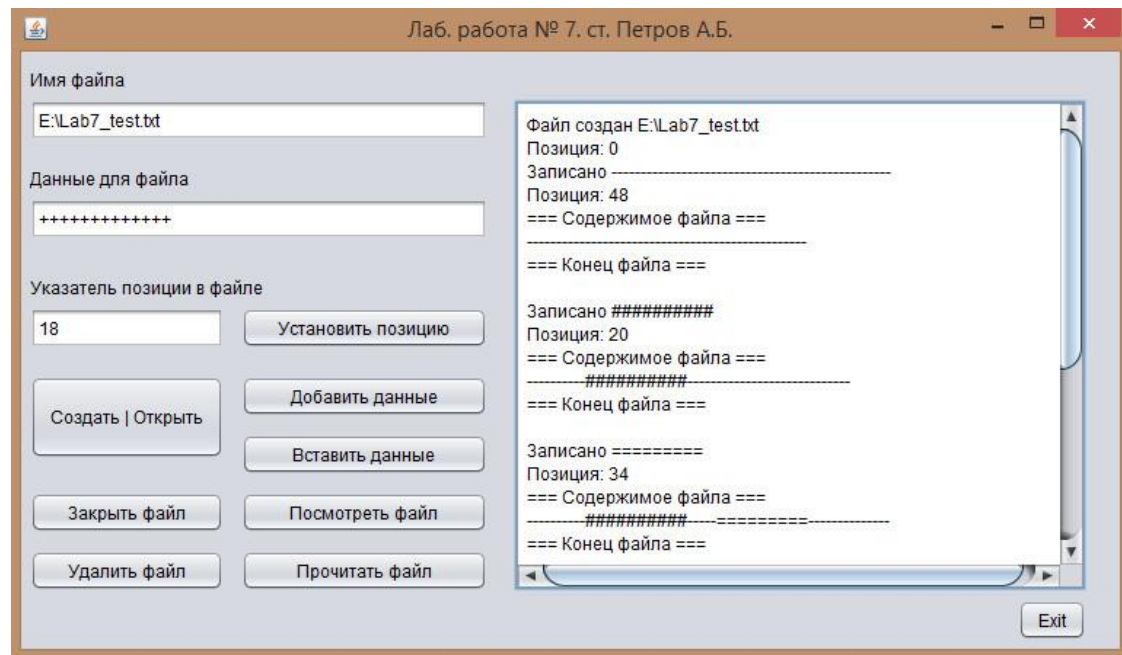 Лаб. работа № 7. ст. Петров А.Б.
Имя файла
E:\Lab7_test.txt
Данные для файла
+++++++++++++
Указатель позиции в файле
18
Установить позицию
Создать | Открыть
Добавить данные
Вставить данные
Закрыть файл
Посмотреть файл
Удалить файл
Прочитать файл
Файл создан E:\Lab7_test.txt
Позиция: 0
Записано ------------------------------------------------
Позиция: 48
=== Содержимое файла ===
------------------------------------------------
=== Конец файла ===
Записано ##########
Позиция: 20
=== Содержимое файла ===
----------##########----------------------------
=== Конец файла ===
Записано =========
Позиция: 34
=== Содержимое файла ===
----------##########-----=========--------------
=== Конец файла ===
Exit